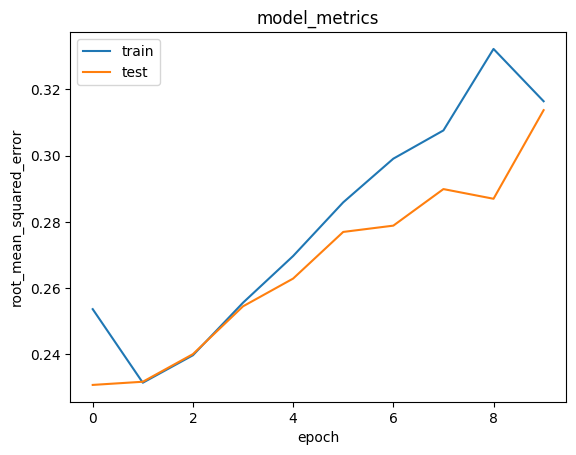 model_metrics
train
test
0.32
0.30
0.28
0.26
0.24
root_mean_squared_error
0 2 4 6 8
epoch